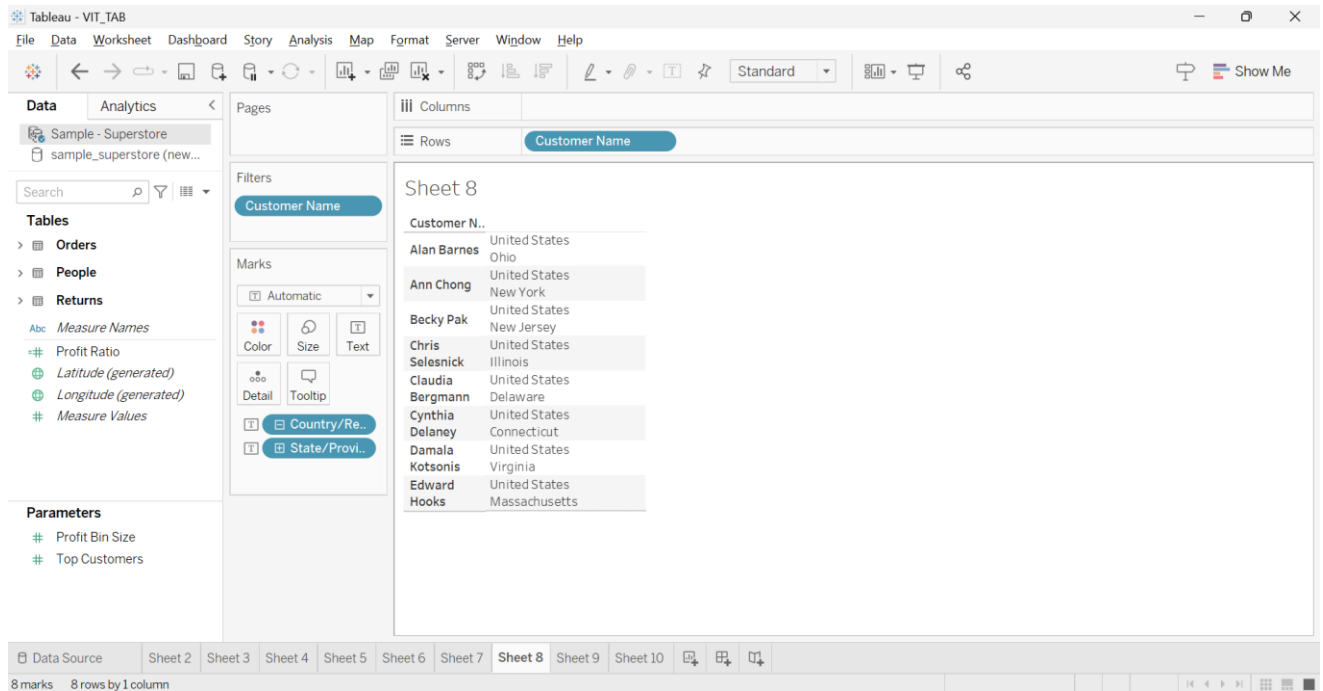 Tableau - VIT_TAB
File Data Worksheet Dashboard Story Analysis Map Format Server Window Help
Standard
Show Me
Data Analytics
Sample - Superstore
sample_superstore (new...
Search
Tables
Orders
People
Returns
Abc Measure Names
=# Profit Ratio
Latitude (generated)
Longitude (generated)
# Measure Values
Parameters
# Profit Bin Size
# Top Customers
Pages
Filters
Customer Name
Marks
T Automatic
Color Size T Text
Detail Tooltip
T Country/Re..
T State/Provi..
iii Columns
Rows Customer Name
Sheet 8
Customer N..
Alan Barnes United States
Ohio
Ann Chong United States
New York
Becky Pak United States
New Jersey
Chris United States
Selesnick Illinois
Claudia United States
Bergmann Delaware
Cynthia United States
Delaney Connecticut
Damala United States
Kotsonis Virginia
Edward United States
Hooks Massachusetts
Data Source Sheet 2 Sheet 3 Sheet 4 Sheet 5 Sheet 6 Sheet 7 Sheet 8 Sheet 9 Sheet 10
8 marks 8 rows by 1 column